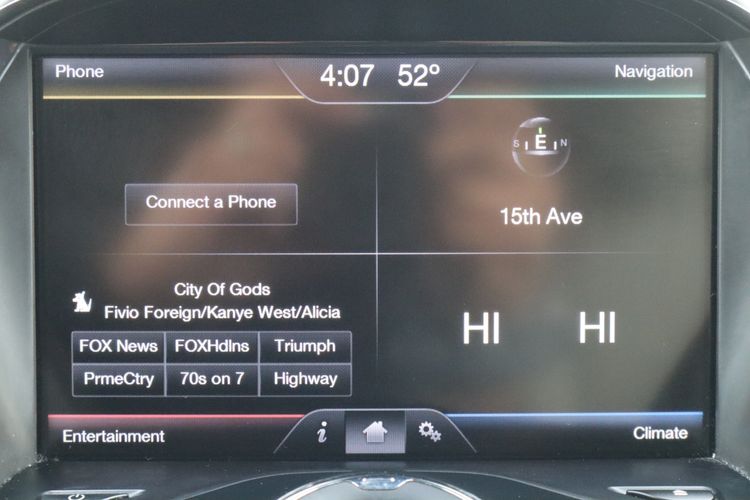 Phone
4:07 52°
Navigation
S E N
Connect a Phone
15th Ave
City Of Gods
Fivio Foreign/Kanye West/Alicia
FOX News FOXHdlns Triumph
PrmeCtry 70s on 7 Highway
HI HI
Entertainment
i
Climate